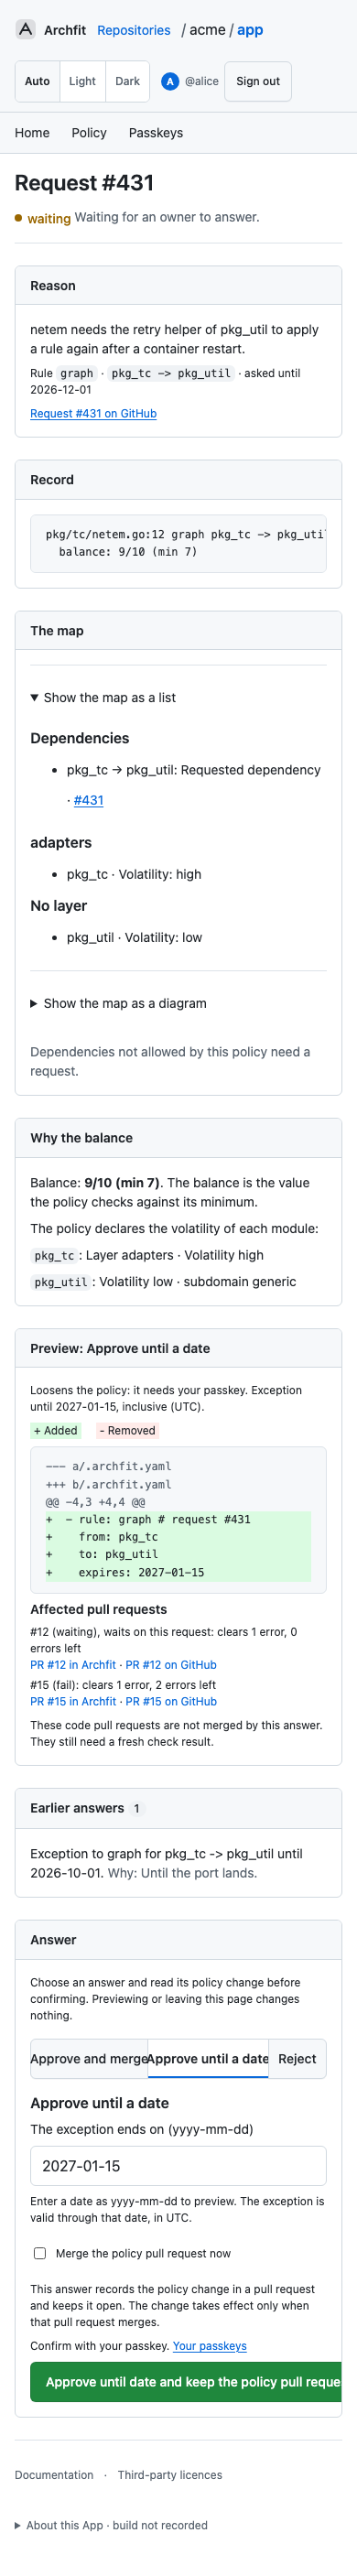 Archfit Repositories / acme / app
Auto Light Dark A @alice Sign out
Home Policy Passkeys
Request #431
waiting Waiting for an owner to answer.
Reason
netem needs the retry helper of pkg_util to apply
a rule again after a container restart.
Rule graph · pkg_tc -> pkg_util · asked until
2026-12-01
Request #431 on GitHub
Record
pkg/tc/netem.go:12 graph pkg_tc -> pkg_util
balance: 9/10 (min 7)
The map
▼ Show the map as a list
Dependencies
• pkg_tc → pkg_util: Requested dependency
· #431
adapters
• pkg_tc · Volatility: high
No layer
• pkg_util · Volatility: low
▶ Show the map as a diagram
Dependencies not allowed by this policy need a
request.
Why the balance
Balance: 9/10 (min 7). The balance is the value
the policy checks against its minimum.
The policy declares the volatility of each module:
pkg_tc: Layer adapters · Volatility high
pkg_util: Volatility low · subdomain generic
Preview: Approve until a date
Loosens the policy: it needs your passkey. Exception
until 2027-01-15, inclusive (UTC).
+ Added - Removed
--- a/.archfit.yaml
+++ b/.archfit.yaml
@@ -4,3 +4,4 @@
+  - rule: graph # request #431
+    from: pkg_tc
+    to: pkg_util
+    expires: 2027-01-15
Affected pull requests
#12 (waiting), waits on this request: clears 1 error, 0
errors left
PR #12 in Archfit · PR #12 on GitHub
#15 (fail): clears 1 error, 2 errors left
PR #15 in Archfit · PR #15 on GitHub
These code pull requests are not merged by this answer.
They still need a fresh check result.
Earlier answers 1
Exception to graph for pkg_tc -> pkg_util until
2026-10-01. Why: Until the port lands.
Answer
Choose an answer and read its policy change before
confirming. Previewing or leaving this page changes
nothing.
Approve and merge Approve until a date Reject
Approve until a date
The exception ends on (yyyy-mm-dd)
2027-01-15
Enter a date as yyyy-mm-dd to preview. The exception is
valid through that date, in UTC.
Merge the policy pull request now
This answer records the policy change in a pull request
and keeps it open. The change takes effect only when
that pull request merges.
Confirm with your passkey. Your passkeys
Approve until date and keep the policy pull reque
Documentation · Third-party licences
▶ About this App · build not recorded